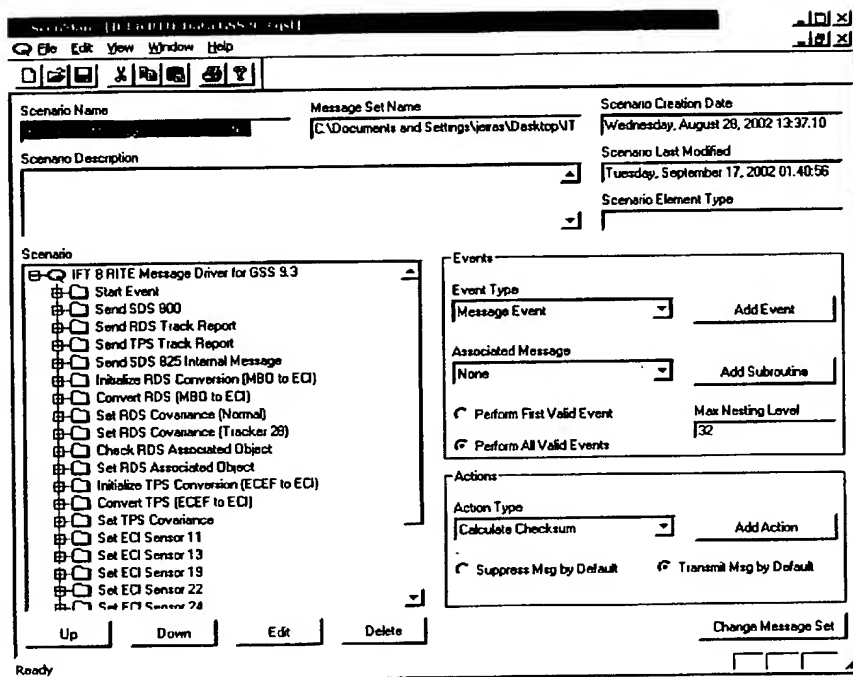 File Edit View Window Help
Scenario Name
Message Set Name
C:\Documents and Settings\jeiras\Desktop\IT
Scenario Creation Date
Wednesday, August 28, 2002 13:37.10
Scenario Description
Scenario Last Modified
Tuesday, September 17, 2002 01.40:56
Scenario Element Type
Scenario
IFT 8 RITE Message Driver for GSS 9.3
Start Event
Send SDS 800
Send RDS Track Report
Send TPS Track Report
Send SDS 825 Internal Message
Initialize RDS Conversion (MBO to ECI)
Convert RDS (MBO to ECI)
Set RDS Covariance (Normal)
Set RDS Covariance (Tracker 28)
Check RDS Associated Object
Set RDS Associated Object
Initialize TPS Conversion (ECEF to ECI)
Convert TPS (ECEF to ECI)
Set TPS Covariance
Set ECI Sensor 11
Set ECI Sensor 13
Set ECI Sensor 19
Set ECI Sensor 22
Set ECI Sensor 24
Events
Event Type
Message Event
Add Event
Associated Message
None
Add Subroutine
Perform First Valid Event
Max Nesting Level
32
Perform All Valid Events
Actions
Action Type
Calculate Checksum
Add Action
Suppress Msg by Default
Transmit Msg by Default
Up
Down
Edit
Delete
Change Message Set
Ready